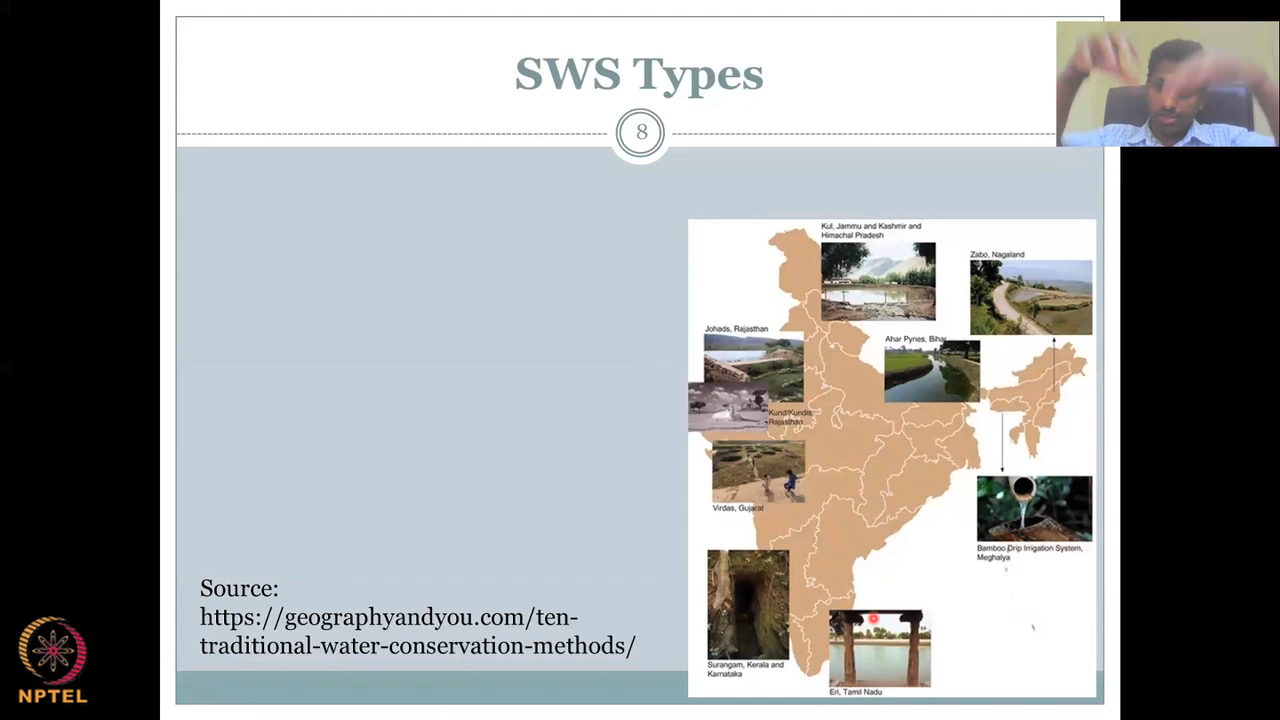 SWS Types
8
Kul, Jammu and Kashmir and
Himachal Pradesh
Zabo, Nagaland
Johads, Rajasthan
Ahar Pynes, Bihar
Kund/Kundis,
Rajasthan
Virdas, Gujarat
Bamboo Drip Irrigation System,
Meghalya
Surangam, Kerala and
Karnataka
Eri, Tamil Nadu
Source:
https://geographyandyou.com/ten-
traditional-water-conservation-methods/
NPTEL